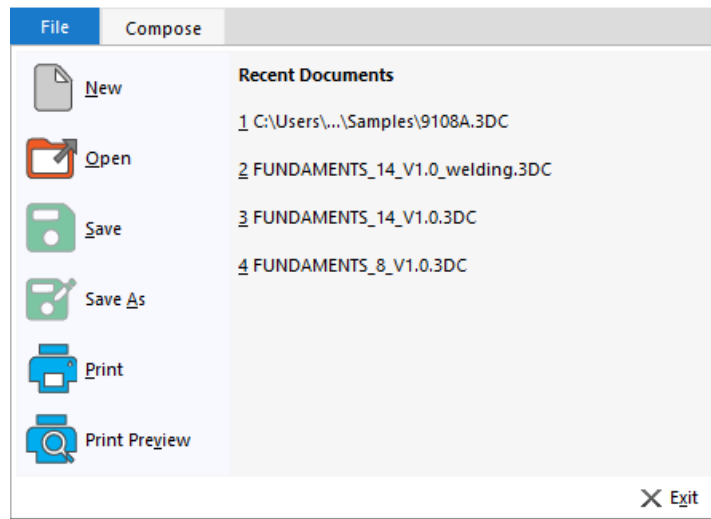 File
Compose
New
Open
Save
Save As
Print
Print Preview
Recent Documents
1 C:\Users\...\Samples\9108A.3DC
2 FUNDAMENTS_14_V1.0_welding.3DC
3 FUNDAMENTS_14_V1.0.3DC
4 FUNDAMENTS_8_V1.0.3DC
Exit